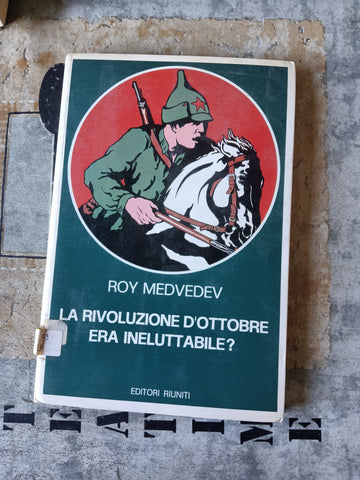 ROY MEDVEDEV
LA RIVOLUZIONE D'OTTOBRE
ERA INELUTTABILE?
EDITORI RIUNITI